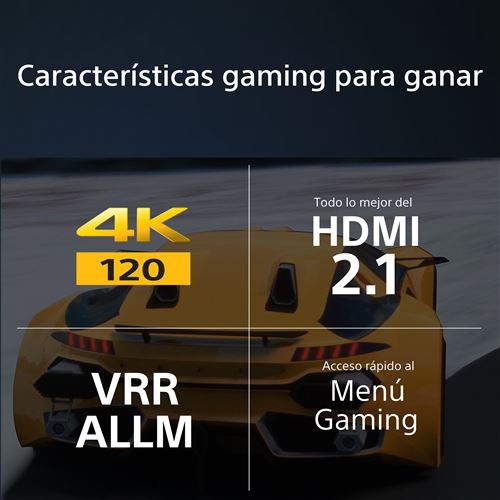 Características gaming para ganar
4K
120
Todo lo mejor del
HDMI
2.1
VRR
ALLM
Acceso rápido al
Menú
Gaming